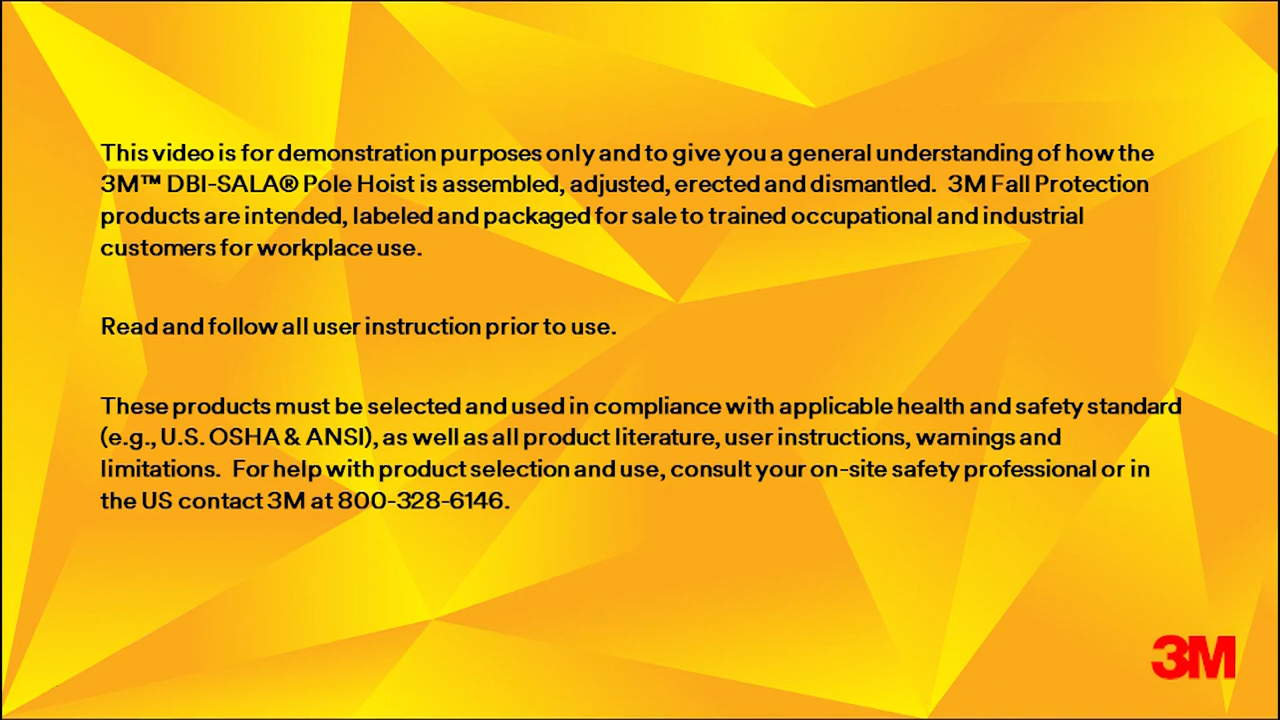 This video is for demonstration purposes only and to give you a general understanding of how the
3M™ DBI-SALA® Pole Hoist is assembled, adjusted, erected and dismantled.  3M Fall Protection
products are intended, labeled and packaged for sale to trained occupational and industrial
customers for workplace use.
Read and follow all user instruction prior to use.
These products must be selected and used in compliance with applicable health and safety standard
(e.g., U.S. OSHA & ANSI), as well as all product literature, user instructions, warnings and
limitations.  For help with product selection and use, consult your on-site safety professional or in
the US contact 3M at 800-328-6146.
3M